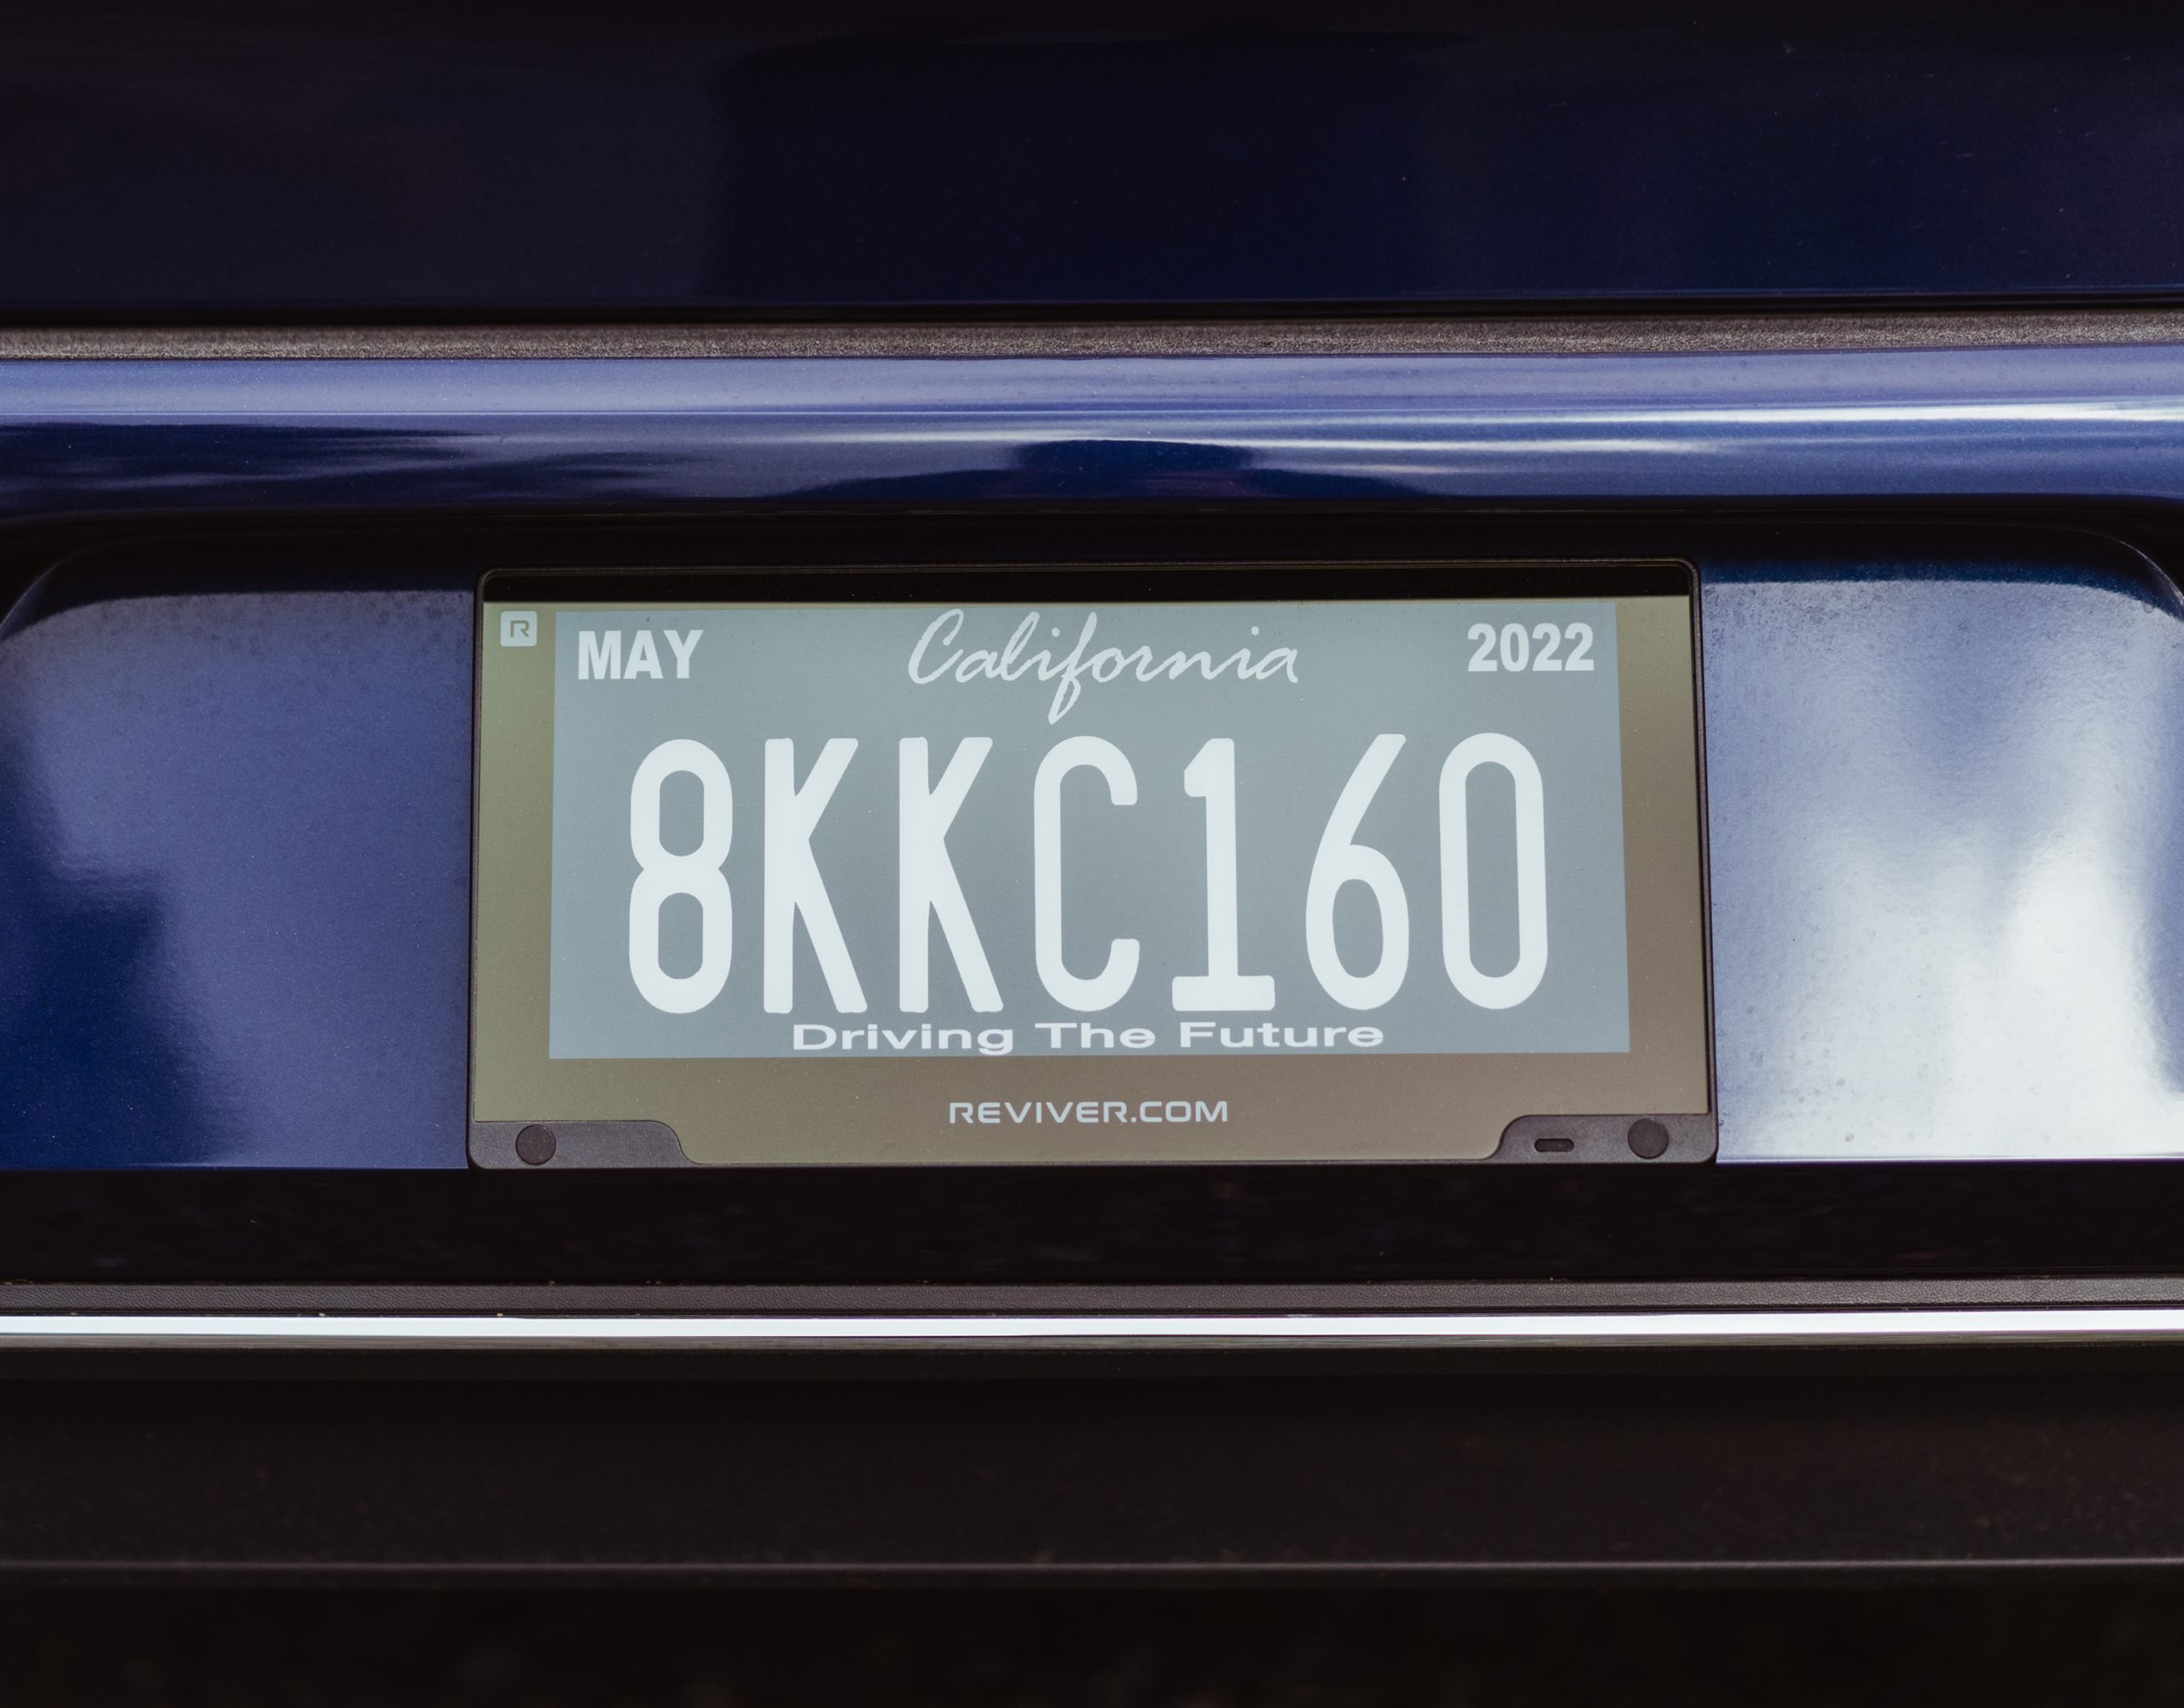 R
MAY California 2022
8KKC160
Driving The Future
REVIVER.COM